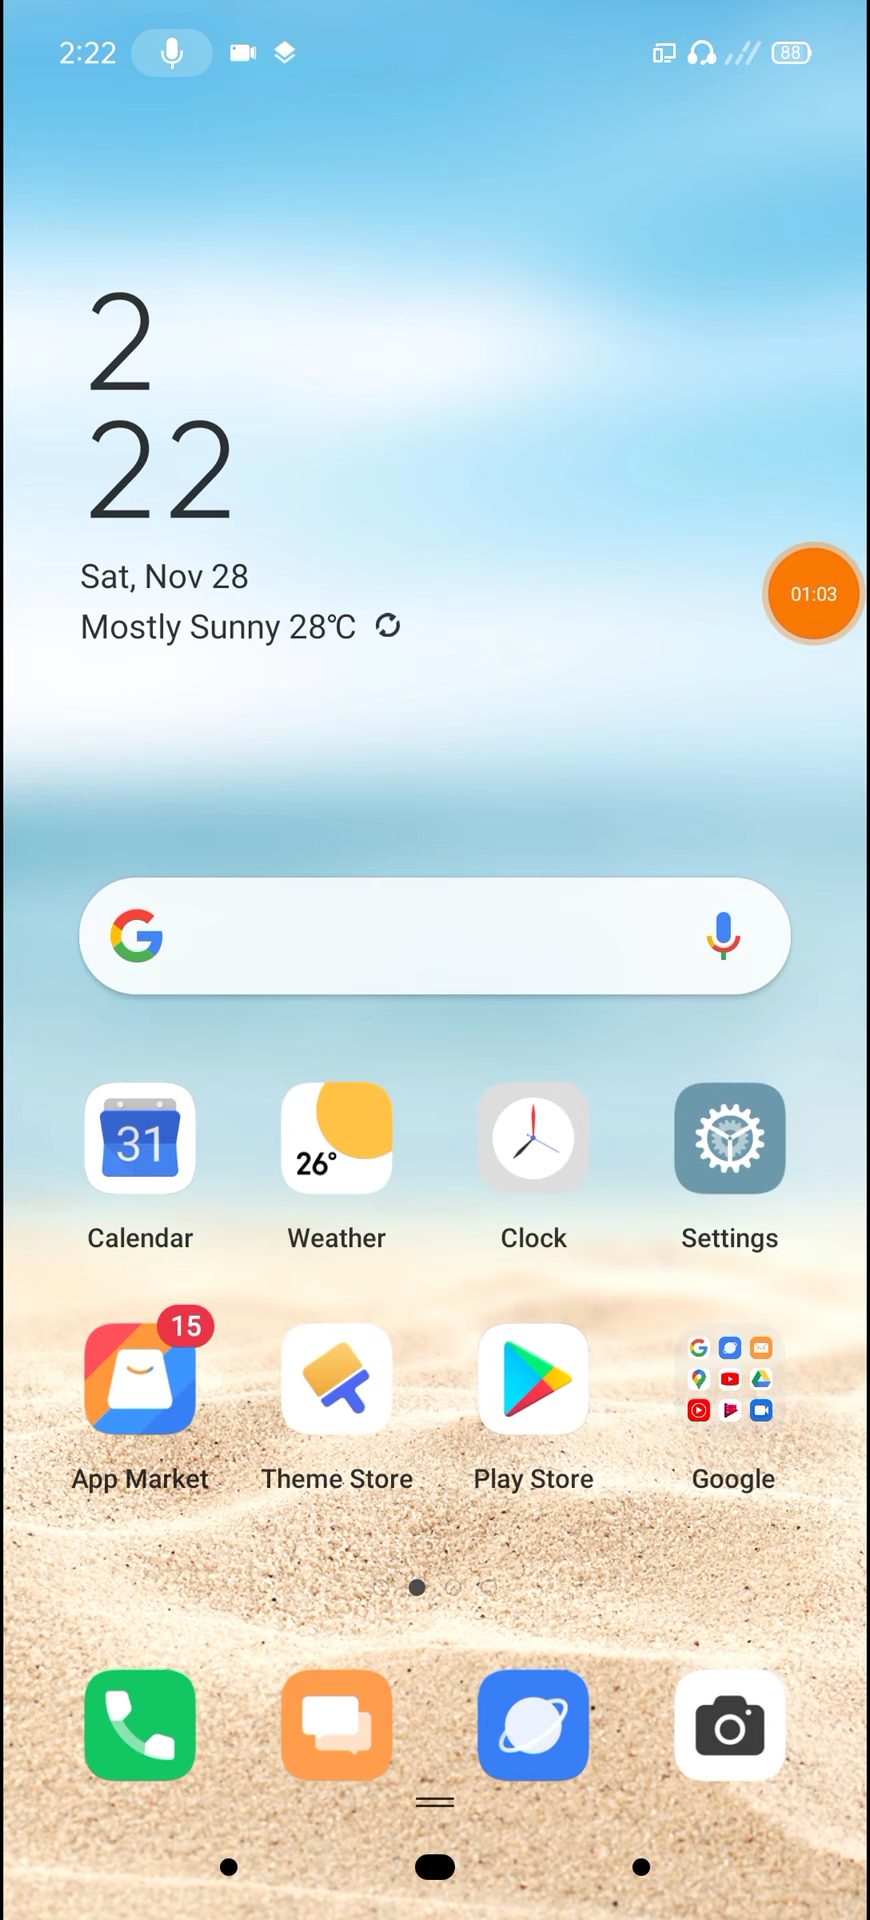 2:22
88
2
22
Sat, Nov 28
Mostly Sunny 28℃
01:03
G
31
26°
Calendar
Weather
Clock
Settings
15
App Market
Theme Store
Play Store
Google